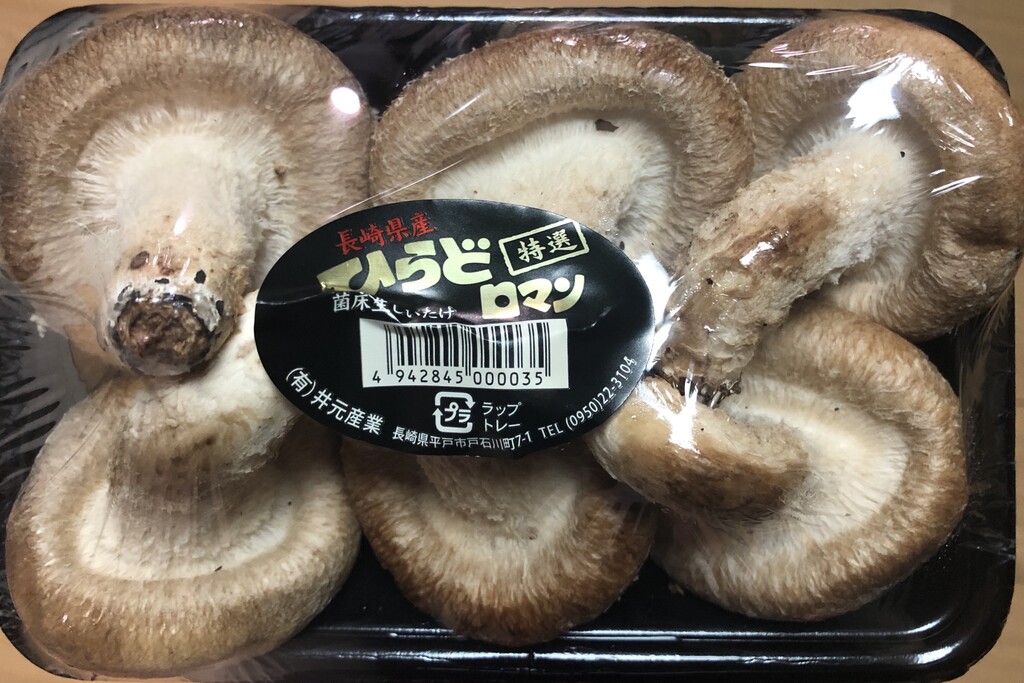 長崎県産
ひらど 特選
ロマン
菌床生しいたけ
4 942845 000035
プラ ラップ
トレー
(有)井元産業
長崎県平戸市戸石川町7-1 TEL (0950)22-3104